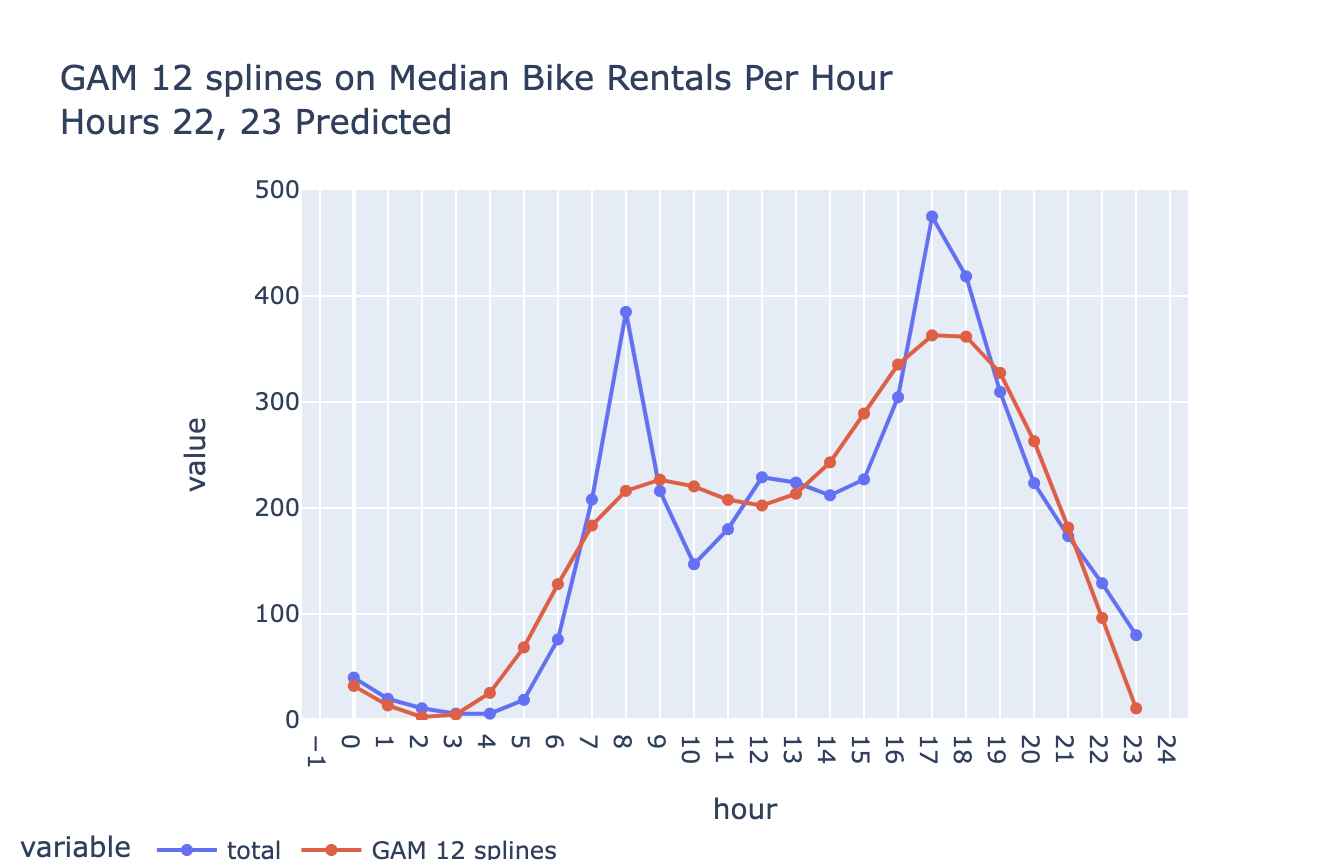 GAM 12 splines on Median Bike Rentals Per Hour
Hours 22, 23 Predicted
500
400
300
200
100
0
value
−1 0 1 2 3 4 5 6 7 8 9 10 11 12 13 14 15 16 17 18 19 20 21 22 23 24
hour
variable total GAM 12 splines